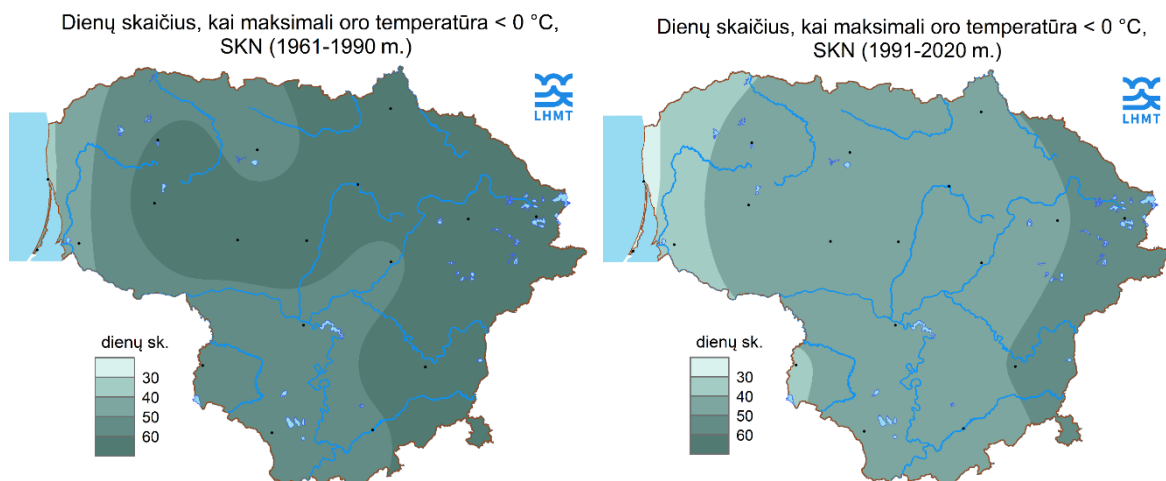 Dienų skaičius, kai maksimali oro temperatūra < 0 °C,
SKN (1961-1990 m.)
LHMT
dienų sk.
30
40
50
60
Dienų skaičius, kai maksimali oro temperatūra < 0 °C,
SKN (1991-2020 m.)
LHMT
dienų sk.
30
40
50
60